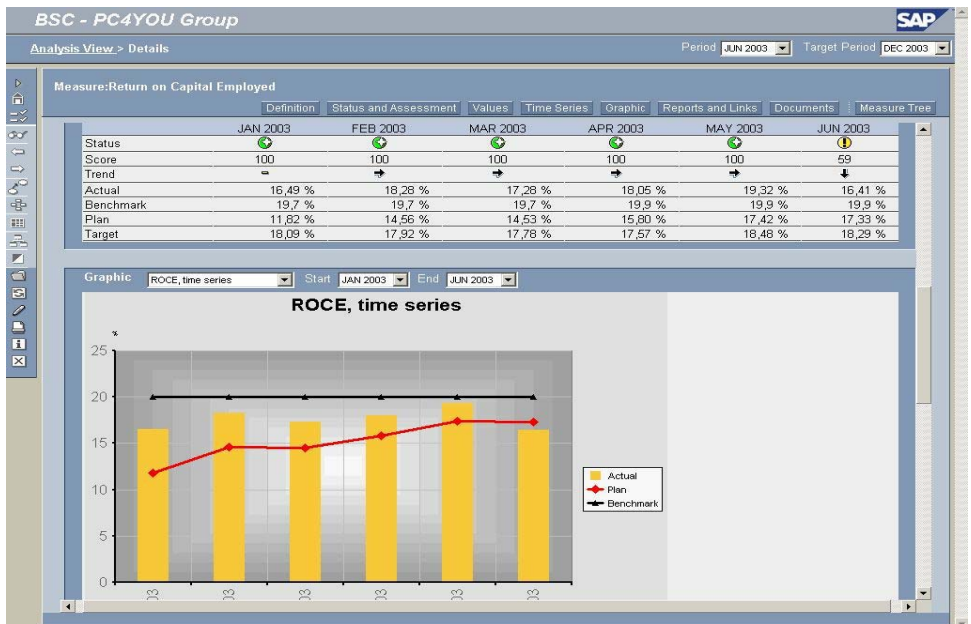 BSC - PC4YOU Group
SAP
Analysis View > Details
Period JUN 2003 Target Period DEC 2003
Measure:Return on Capital Employed
Definition Status and Assessment Values Time Series Graphic Reports and Links Documents Measure Tree
JAN 2003 FEB 2003 MAR 2003 APR 2003 MAY 2003 JUN 2003
Status
Score 100 100 100 100 100 59
Trend
Actual 16,49 % 18,28 % 17,28 % 18,05 % 19,32 % 16,41 %
Benchmark 19,7 % 19,7 % 19,7 % 19,9 % 19,9 % 19,9 %
Plan 11,82 % 14,56 % 14,53 % 15,80 % 17,42 % 17,33 %
Target 18,09 % 17,92 % 17,78 % 17,57 % 18,48 % 18,29 %
Graphic ROCE, time series Start JAN 2003 End JUN 2003
ROCE, time series
%
25
20
15
10
5
0
Actual
Plan
Benchmark